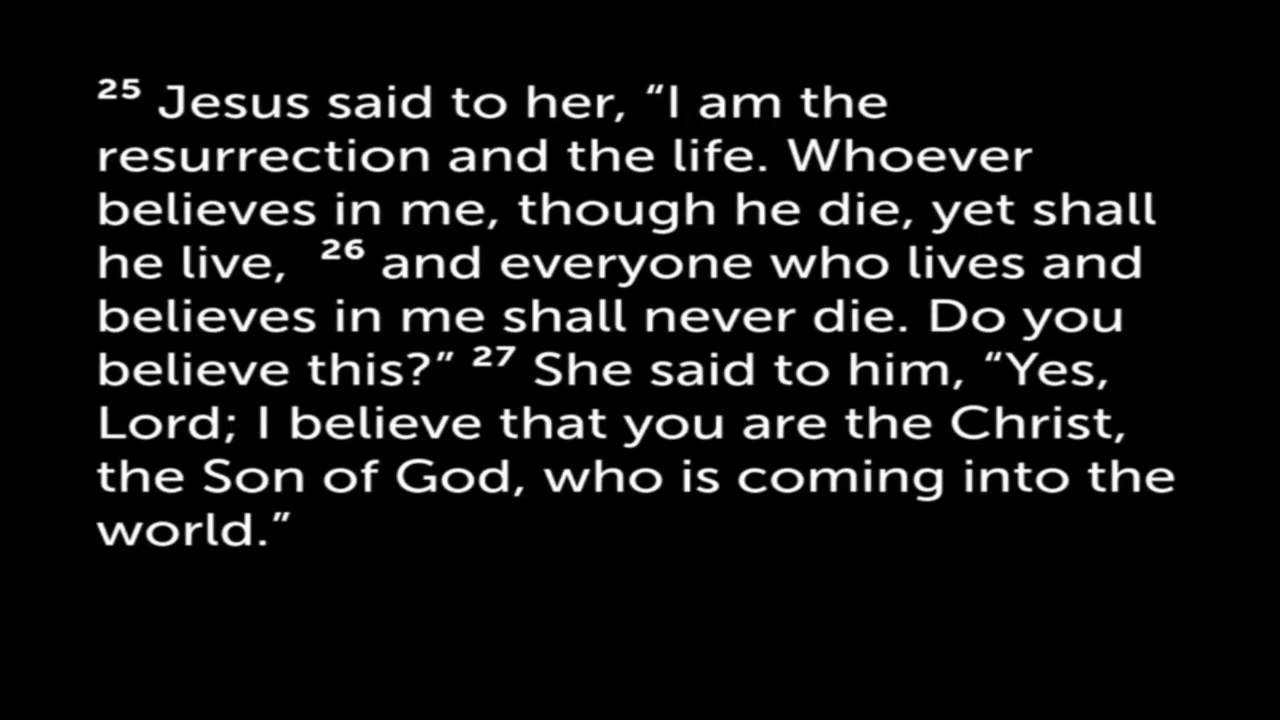 25 Jesus said to her, “I am the
resurrection and the life. Whoever
believes in me, though he die, yet shall
he live, 26 and everyone who lives and
believes in me shall never die. Do you
believe this?” 27 She said to him, “Yes,
Lord; I believe that you are the Christ,
the Son of God, who is coming into the
world.”